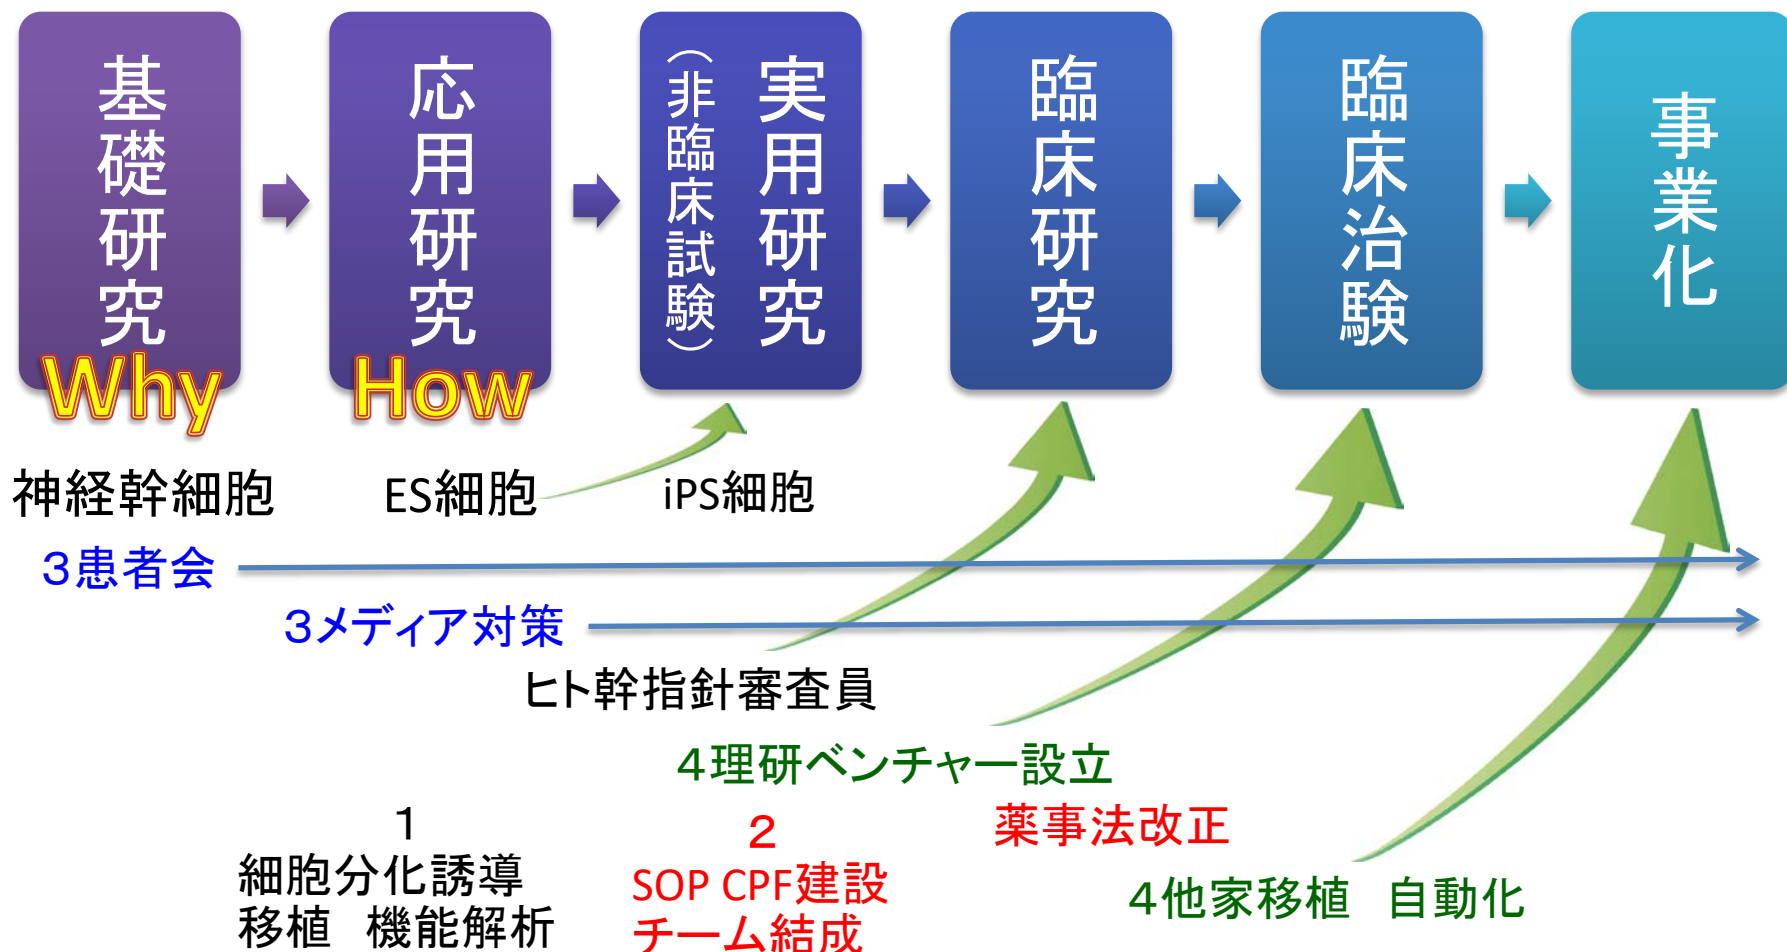 基礎研究
応用研究
実用研究
（非臨床試験）
臨床研究
臨床治験
事業化
Why
How
神経幹細胞
ES細胞
iPS細胞
３患者会
３メディア対策
ヒト幹指針審査員
４理研ベンチャー設立
薬事法改正
１
細胞分化誘導
移植　機能解析
２
SOP CPF建設
チーム結成
４他家移植　自動化